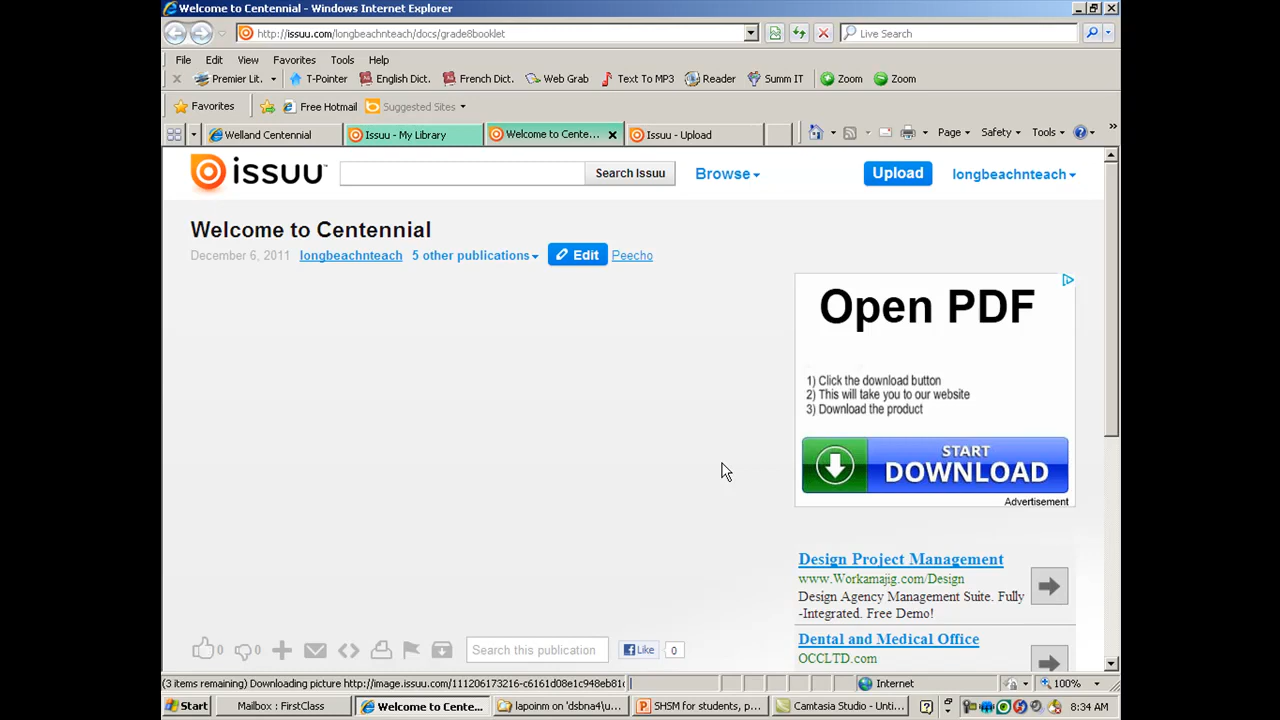 Welcome to Centennial - Windows Internet Explorer
http://issuu.com/longbeachnteach/docs/grade8booklet
Live Search
File Edit View Favorites Tools Help
Premier Lit. T-Pointer English Dict. French Dict. Web Grab Text To MP3 Reader Summ IT Zoom Zoom
Favorites Free Hotmail Suggested Sites
Welland Centennial Issuu - My Library Welcome to Cente... Issuu - Upload Page Safety Tools
issuu™ Search Issuu Browse Upload longbeachnteach
Welcome to Centennial
December 6, 2011 longbeachnteach 5 other publications Edit Peecho
Open PDF
1) Click the download button
2) This will take you to our website
3) Download the product
START
DOWNLOAD
Advertisement
Design Project Management
www.Workamajig.com/Design
Design Agency Management Suite. Fully
-Integrated. Free Demo!
Dental and Medical Office
OCCLTD.com
0 0 Search this publication Like 0
(3 items remaining) Downloading picture http://image.issuu.com/111206173216-c6161d08e1c948eb81 Internet 100%
Start Mailbox : FirstClass Welcome to Cente... lapoinm on 'dsbna4\u... SHSM for students, p... Camtasia Studio - Unti... 8:34 AM